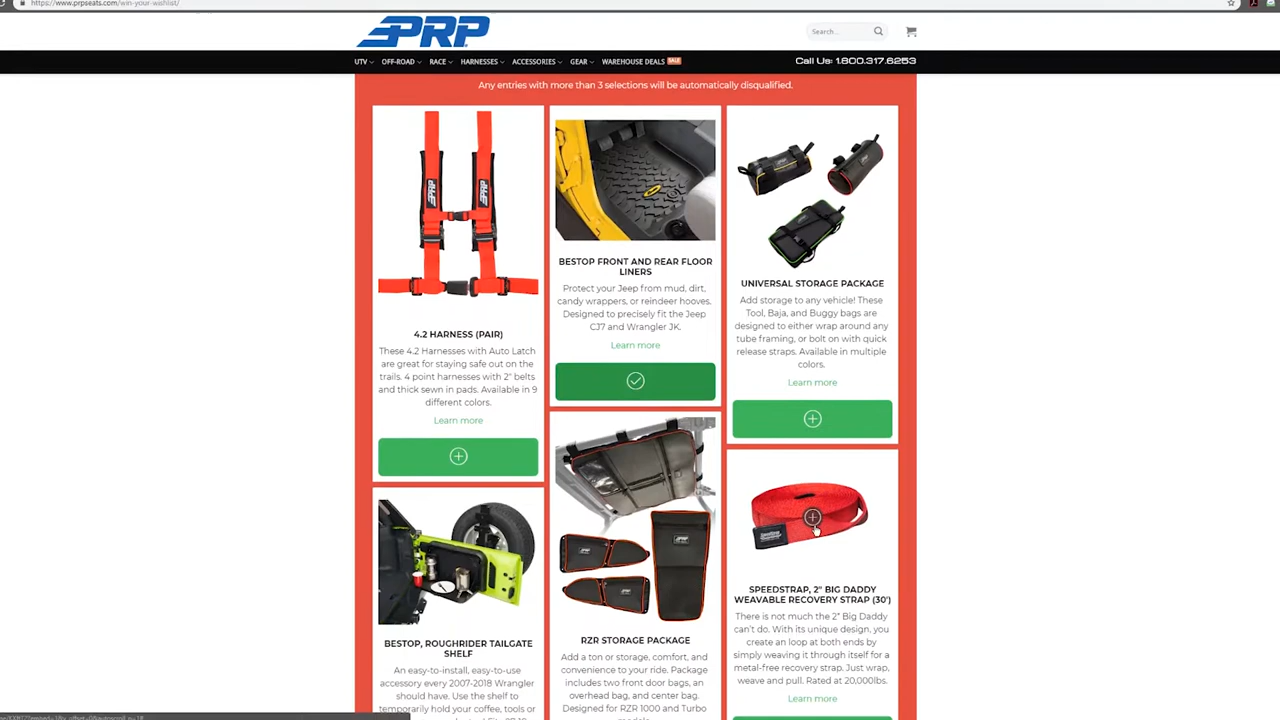 https://www.prpseats.com/win-your-wishlist/
PRP
Search...
UTV OFF-ROAD RACE HARNESSES ACCESSORIES GEAR WAREHOUSE DEALS SALE
Call Us: 1.800.317.6253
Any entries with more than 3 selections will be automatically disqualified.
PRP
PRP
4.2 HARNESS (PAIR)
These 4.2 Harnesses with Auto Latch
are great for staying safe out on the
trails. 4 point harnesses with 2" belts
and thick sewn in pads. Available in 9
different colors.
Learn more
BESTOP FRONT AND REAR FLOOR
LINERS
Protect your Jeep from mud, dirt,
candy wrappers, or reindeer hooves.
Designed to precisely fit the Jeep
CJ7 and Wrangler JK.
Learn more
UNIVERSAL STORAGE PACKAGE
Add storage to any vehicle! These
Tool, Baja, and Buggy bags are
designed to either wrap around any
tube framing, or bolt on with quick
release straps. Available in multiple
colors.
Learn more
BESTOP, ROUGHRIDER TAILGATE
SHELF
An easy-to-install, easy-to-use
accessory every 2007-2018 Wrangler
should have. Use the shelf to
temporarily hold your coffee, tools or
RZR STORAGE PACKAGE
Add a ton or storage, comfort, and
convenience to your ride. Package
includes two front door bags, an
overhead bag, and center bag.
Designed for RZR 1000 and Turbo
SPEEDSTRAP, 2" BIG DADDY
WEAVABLE RECOVERY STRAP (30')
There is not much the 2" Big Daddy
can't do. With its unique design, you
create an loop at both ends by
simply weaving it through itself for a
metal-free recovery strap. Just wrap,
weave and pull. Rated at 20,000lbs.
Learn more